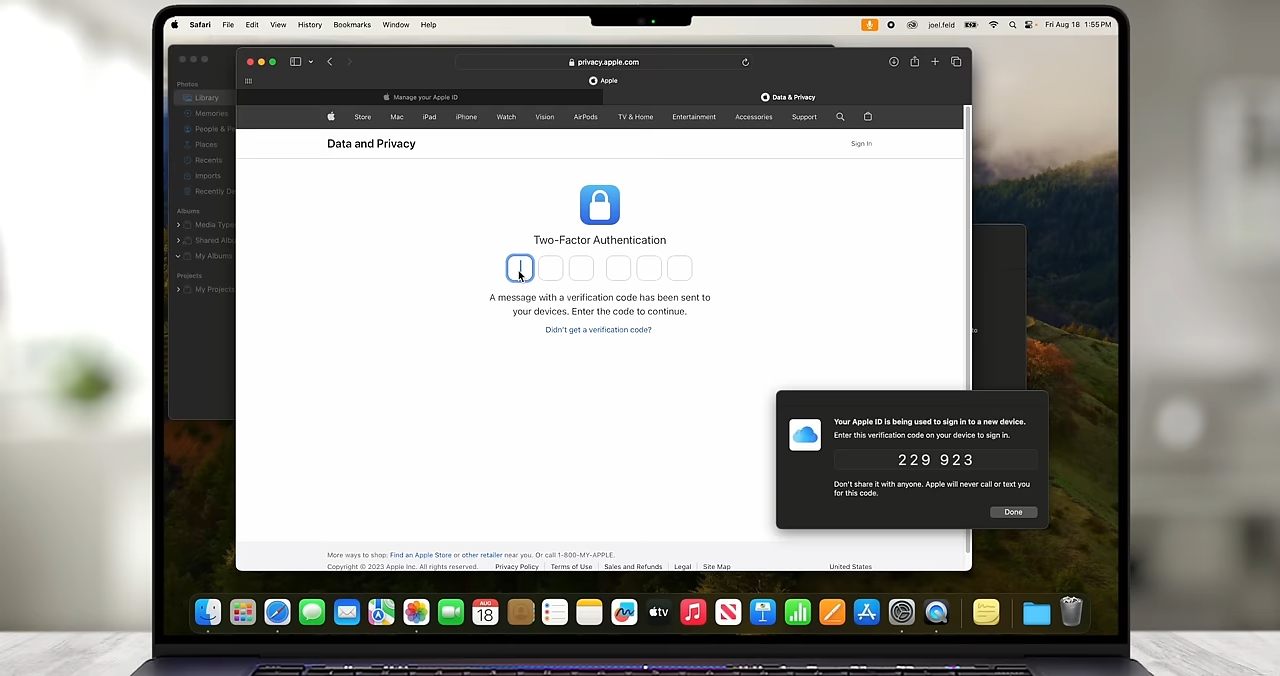 Safari File Edit View History Bookmarks Window Help
joel.feld
Fri Aug 18 1:55 PM
privacy.apple.com
Apple
Manage your Apple ID
Data & Privacy
Store Mac iPad iPhone Watch Vision AirPods TV & Home Entertainment Accessories Support
Data and Privacy
Sign In
Photos
Library
Memories
People &
Places
Recents
Imports
Recently
Albums
Media
Shared
My Albums
Projects
My Projects
Two-Factor Authentication
A message with a verification code has been sent to
your devices. Enter the code to continue.
Didn't get a verification code?
Your Apple ID is being used to sign in to a new device.
Enter this verification code on your device to sign in.
229 923
Don't share it with anyone. Apple will never call or text you
for this code.
Done
More ways to shop: Find an Apple Store or other retailer near you. Or call 1-800-MY-APPLE.
Copyright © 2023 Apple Inc. All rights reserved. Privacy Policy Terms of Use Sales and Refunds Legal Site Map United States
AUG
18
tv